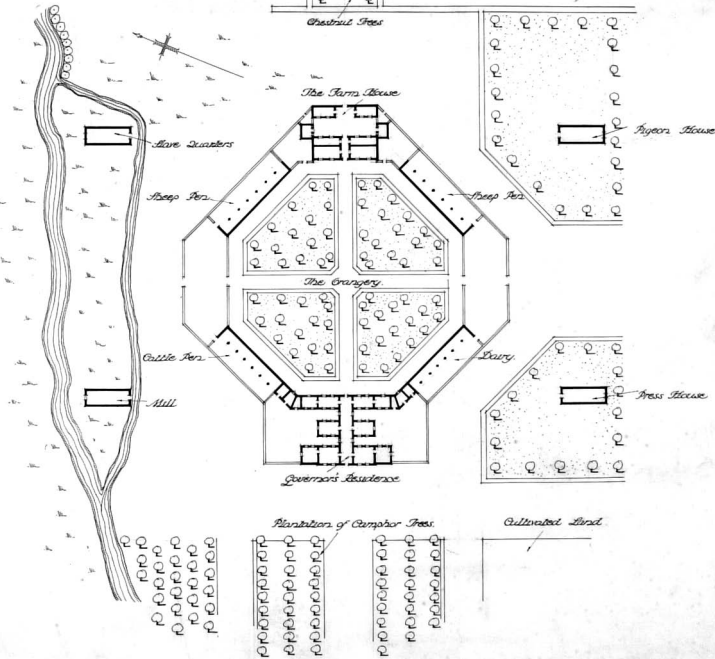 Chestnut Trees
The Farm House
Slave Quarters
Pigeon House
Sheep Pen
Sheep Pen
The Orangery.
Cattle Pen
Dairy.
Mill
Press House
Governor's Residence
Plantation of Camphor Trees.
Cultivated Land